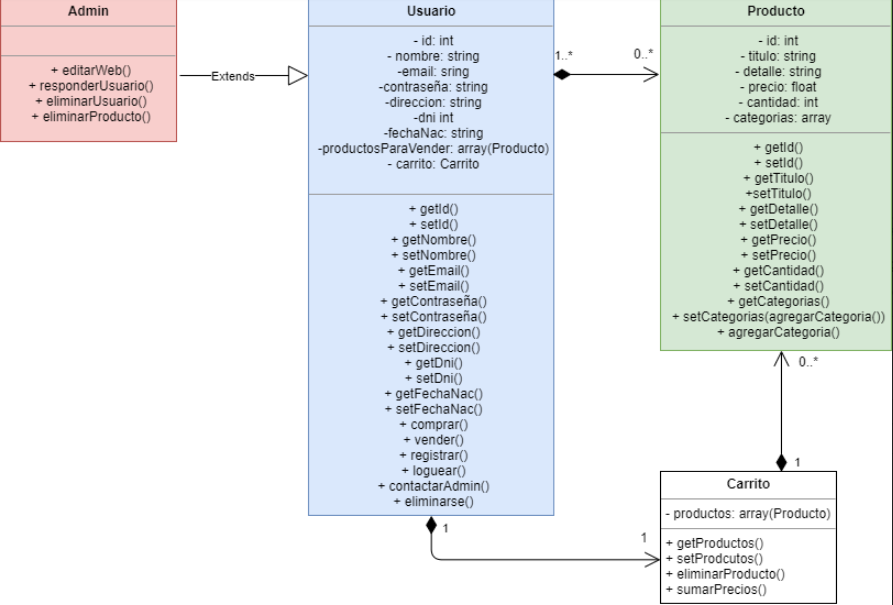 Admin
+ editarWeb()
+ responderUsuario()
+ eliminarUsuario()
+ eliminarProducto()
Extends
Usuario
- id: int
- nombre: string
-email: sring
-contraseña: string
-direccion: string
-dni int
-fechaNac: string
-productosParaVender: array(Producto)
- carrito: Carrito
+ getId()
+ setId()
+ getNombre()
+ setNombre()
+ getEmail()
+ setEmail()
+ getContraseña()
+ setContraseña()
+ getDireccion()
+ setDireccion()
+ getDni()
+ setDni()
+ getFechaNac()
+ setFechaNac()
+ comprar()
+ vender()
+ registrar()
+ loguear()
+ contactarAdmin()
+ eliminarse()
1..*
0..*
Producto
- id: int
- titulo: string
- detalle: string
- precio: float
- cantidad: int
- categorias: array
+ getId()
+ setId()
+ getTitulo()
+setTitulo()
+ getDetalle()
+ setDetalle()
+ getPrecio()
+ setPrecio()
+ getCantidad()
+ setCantidad()
+ getCategorias()
+ setCategorias(agregarCategoria())
+ agregarCategoria()
0..*
1
Carrito
- productos: array(Producto)
+ getProductos()
+ setProdcutos()
+ eliminarProducto()
+ sumarPrecios()
1
1